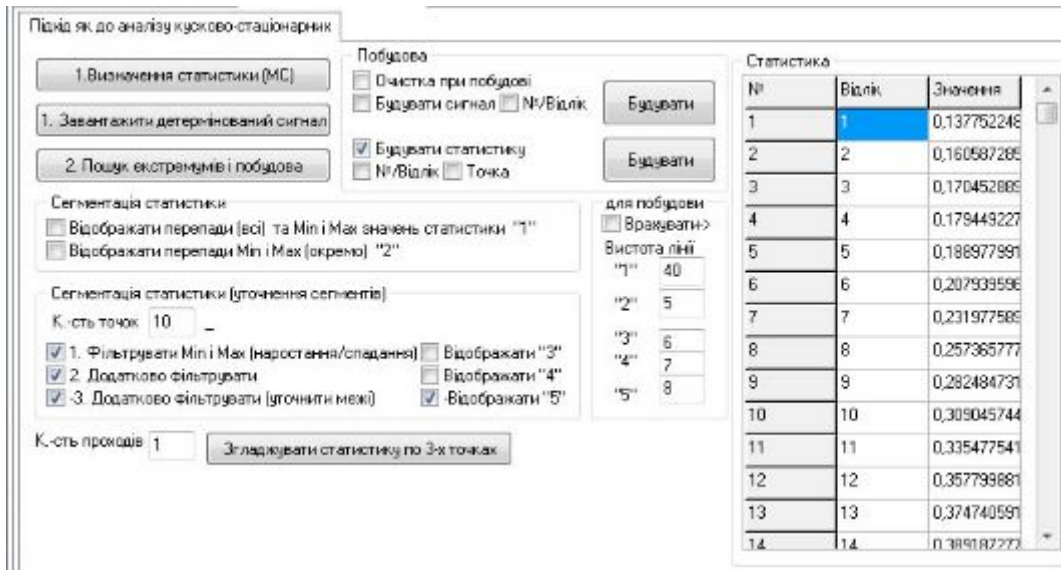 Підхід як до аналізу кусково-стаціонарник
1.Визначення статистики (МС)
1. Завантажити детермінований сигнал
2. Пошук екстремумів і побудова
Побудова
Очистка при побудові
Будувати сигнал №/Відлік
Будувати
Будувати статистику
№/Відлік Точка
Будувати
Сегментація статистики
Відображати перепади (всі) та Min і Max значень статистики "1"
Відображати перепади Min і Max (окремо) "2"
для побудови
Врахувати->
Вистота лінії
"1" 40
"2" 5
"3" 6
"4" 7
"5" 8
Сегментація статистики (уточнення сегментів)
К.-сть точок 10 _
1. Фільтрувати Min і Max (наростання/спадання) Відображати "3"
2. Додатково фільтрувати Відображати "4"
-3. Додатково Фільтрувати (уточнити межі) -Відображати "5"
К.-сть проходів 1 Згладжувати статистику по 3-х точках
Статистика
№ Відлік Значення
1 1 0,137752248
2 2 0,160587285
3 3 0,170452889
4 4 0,179449227
5 5 0,188977991
6 6 0,207939596
7 7 0,231977589
8 8 0,257365777
9 9 0,282484731
10 10 0,309045744
11 11 0,335477541
12 12 0,357799881
13 13 0,374740591
14 14 0,389187277